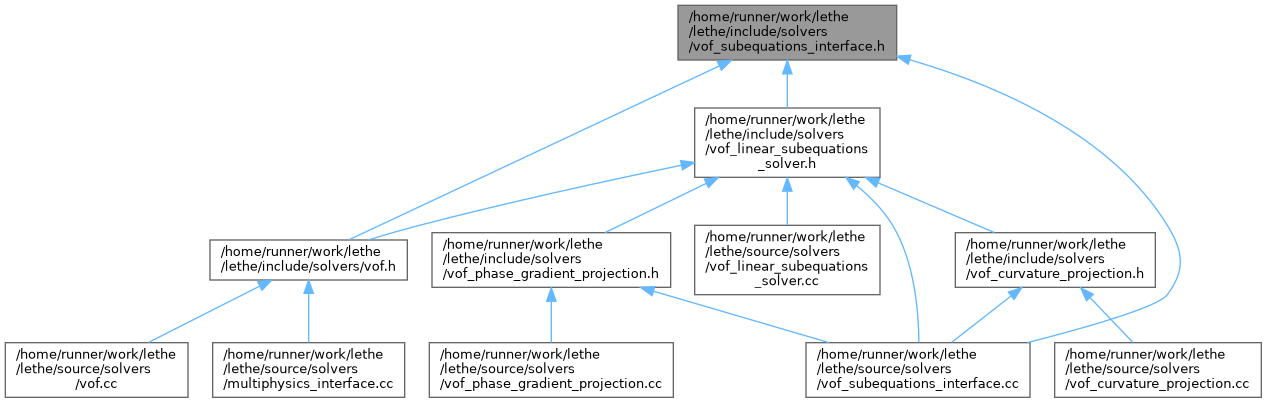 /home/runner/work/lethe
/lethe/include/solvers
/vof_subequations_interface.h
/home/runner/work/lethe
/lethe/include/solvers
/vof_linear_subequations
_solver.h
/home/runner/work/lethe
/lethe/include/solvers/vof.h
/home/runner/work/lethe
/lethe/include/solvers
/vof_phase_gradient_projection.h
/home/runner/work/lethe
/lethe/source/solvers
/vof_linear_subequations
_solver.cc
/home/runner/work/lethe
/lethe/include/solvers
/vof_curvature_projection.h
/home/runner/work/lethe
/lethe/source/solvers
/vof.cc
/home/runner/work/lethe
/lethe/source/solvers
/multiphysics_interface.cc
/home/runner/work/lethe
/lethe/source/solvers
/vof_phase_gradient_projection.cc
/home/runner/work/lethe
/lethe/source/solvers
/vof_subequations_interface.cc
/home/runner/work/lethe
/lethe/source/solvers
/vof_curvature_projection.cc